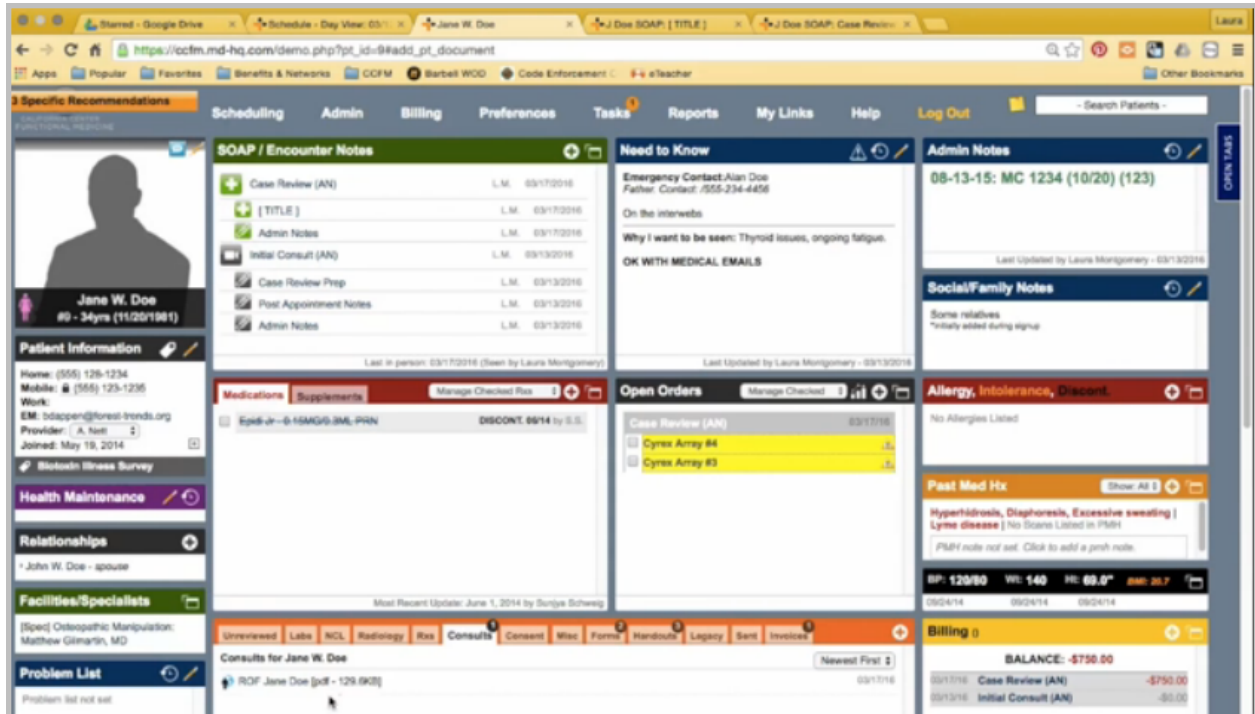 Starred - Google Drive
Schedule - Day View: 03/1
Jane W. Doe
J Doe SOAP: [ TITLE ]
J Doe SOAP: Case Review
Laura
https://ccfm.md-hq.com/demo.php?pt_id=9#add_pt_document
Apps
Popular
Favorites
Benefits & Networks
CCFM
Barbell WOD
Code Enforcement
eTeacher
Other Bookmarks
3 Specific Recommendations
CALIFORNIA CENTER
FUNCTIONAL MEDICINE
Scheduling
Admin
Billing
Preferences
Tasks
1
Reports
My Links
Help
Log Out
- Search Patients -
OPEN TABS
Jane W. Doe
#9 - 34yrs (11/20/1981)
Patient Information
Home: (555) 126-1234
Mobile: (555) 123-1235
Work:
EM: bdappen@forest-trends.org
Provider: A. Nett
Joined: May 19, 2014
Biotoxin Illness Survey
Health Maintenance
Relationships
John W. Doe - spouse
Facilities/Specialists
[Spec] Osteopathic Manipulation:
Matthew Gilmartin, MD
Problem List
Problem list not set
SOAP / Encounter Notes
Case Review (AN) L.M. 03/17/2016
[ TITLE ] L.M. 03/17/2016
Admin Notes L.M. 03/17/2016
Initial Consult (AN) L.M. 03/13/2016
Case Review Prep L.M. 03/13/2016
Post Appointment Notes L.M. 03/13/2016
Admin Notes L.M. 03/13/2016
Last in person: 03/17/2016 (Seen by Laura Montgomery)
Need to Know
Emergency Contact:Alan Doe
Father. Contact: /555-234-4456
On the interwebs
Why I want to be seen: Thyroid issues, ongoing fatigue.
OK WITH MEDICAL EMAILS
Last Updated by Laura Montgomery - 03/13/2016
Admin Notes
08-13-15: MC 1234 (10/20) (123)
Last Updated by Laura Montgomery - 03/13/2016
Social/Family Notes
Some relatives
*initially added during signup
Medications
Supplements
Manage Checked Rxs
Epidi Jr - 0.15MG/0.3ML PRN
DISCONT. 05/14 by S.S.
Most Recent Update: June 1, 2014 by Sunjya Schweig
Open Orders
Manage Checked
Case Review (AN) 03/17/16
Cyrex Array #4
Cyrex Array #3
Allergy, Intolerance, Discont.
No Allergies Listed
Past Med Hx
Show: All
Hyperhidrosis, Diaphoresis, Excessive sweating |
Lyme disease | No Scans Listed in PMH
PMH note not set. Click to add a pmh note.
BP: 120/80 Wt: 140 Ht: 69.0" BMI: 20.7
09/24/14 09/24/14 09/24/14
Unreviewed
Labs
NCL
Radiology
Rxs
Consults
1
Consent
Misc
Forms
2
Handouts
Legacy
Sent
Invoices
Consults for Jane W. Doe
Newest First
ROF Jane Doe [pdf - 129.6KB]
03/17/16
Billing ()
BALANCE: -$750.00
03/17/16 Case Review (AN) -$750.00
03/13/16 Initial Consult (AN) -$0.00